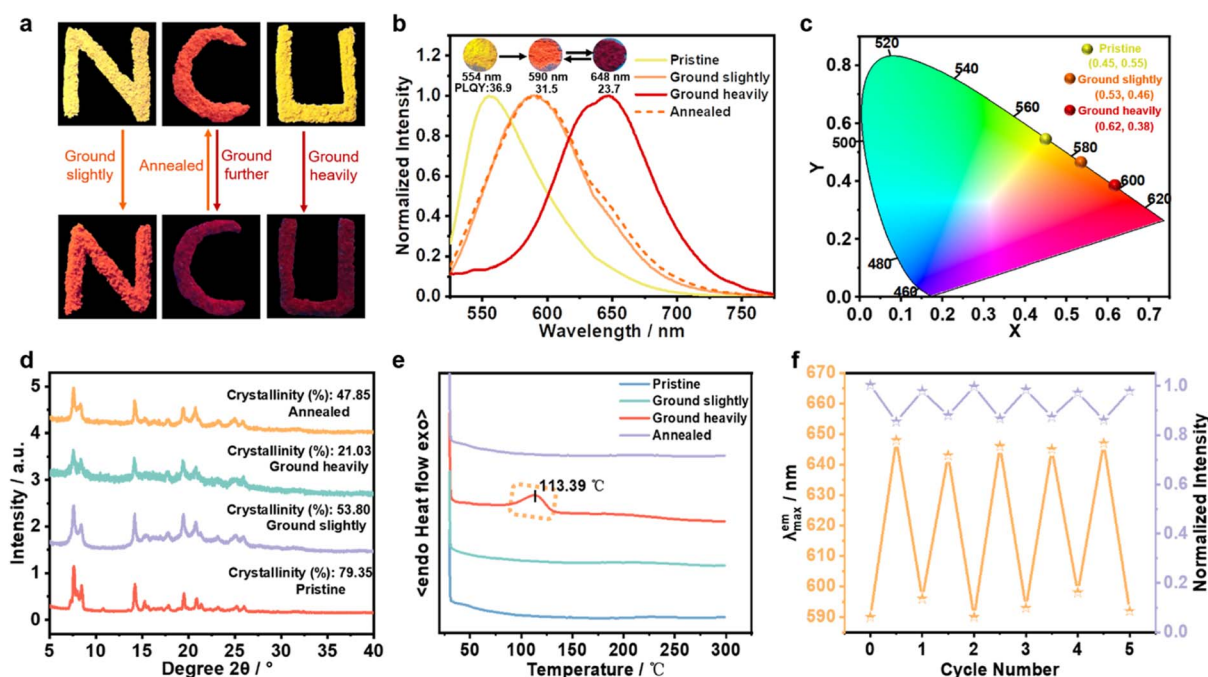 a
N C U
Ground slightly
Annealed
Ground further
Ground heavily
N C U
b
554 nm
PLQY:36.9
590 nm
31.5
648 nm
23.7
Pristine
Ground slightly
Ground heavily
Annealed
Normalized Intensity
1.2
1.0
0.8
0.6
0.4
0.2
0.0
550 600 650 700 750
Wavelength / nm
c
Pristine
(0.45, 0.55)
Ground slightly
(0.53, 0.46)
Ground heavily
(0.62, 0.38)
520
540
560
580
600
620
500
480
460
Y
0.8
0.6
0.4
0.2
0.0
0.0 0.1 0.2 0.3 0.4 0.5 0.6 0.7
X
d
Crystallinity (%): 47.85
Annealed
Crystallinity (%): 21.03
Ground heavily
Crystallinity (%): 53.80
Ground slightly
Crystallinity (%): 79.35
Pristine
Intensity / a.u.
5
4
3
2
1
0
5 10 15 20 25 30 35 40
Degree 2θ / °
e
Pristine
Ground slightly
Ground heavily
Annealed
113.39 ℃
<endo Heat flow exo>
50 100 150 200 250 300
Temperature / ℃
f
λem max / nm
670
660
650
640
630
620
610
600
590
0 1 2 3 4 5
Cycle Number
1.0
0.8
0.6
0.4
0.2
0.0
Normalized Intensity